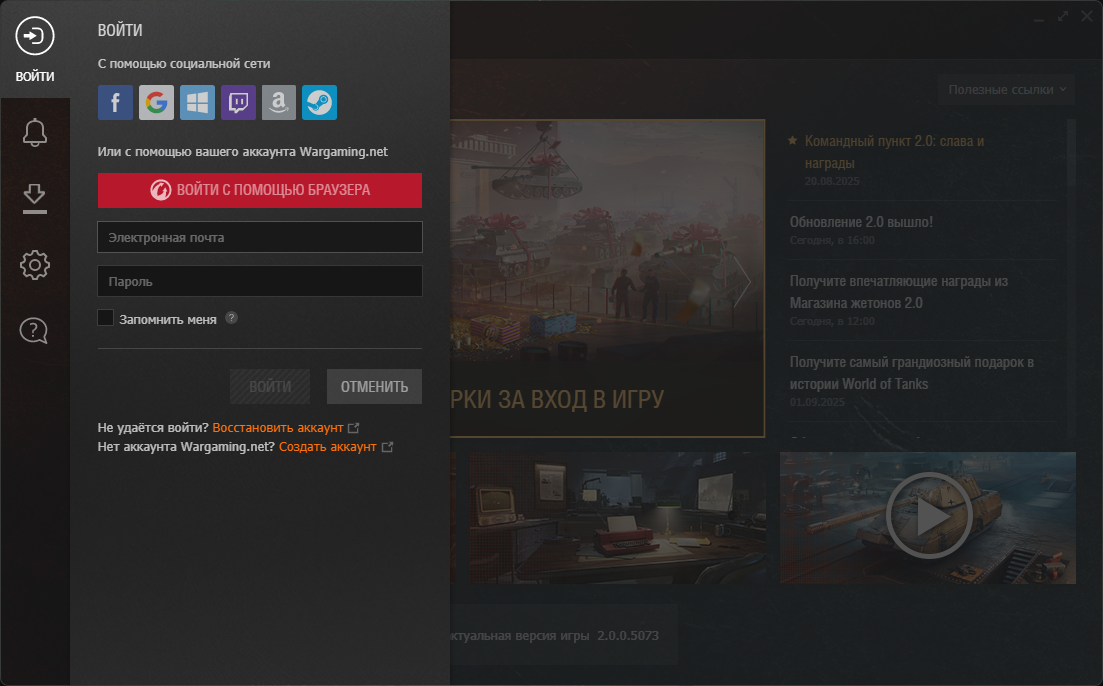 ВОЙТИ
ВОЙТИ
С помощью социальной сети
Или с помощью вашего аккаунта Wargaming.net
ВОЙТИ С ПОМОЩЬЮ БРАУЗЕРА
Электронная почта
Пароль
Запомнить меня ?
ВОЙТИ
ОТМЕНИТЬ
Не удаётся войти? Восстановить аккаунт
Нет аккаунта Wargaming.net? Создать аккаунт
Полезные ссылки
РКИ ЗА ВХОД В ИГРУ
Командный пункт 2.0: слава и
награды
20.08.2025
Обновление 2.0 вышло!
Сегодня, в 16:00
Получите впечатляющие награды из
Магазина жетонов 2.0
Сегодня, в 12:00
Получите самый грандиозный подарок в
истории World of Tanks
01.09.2025
ктуальная версия игры 2.0.0.5073